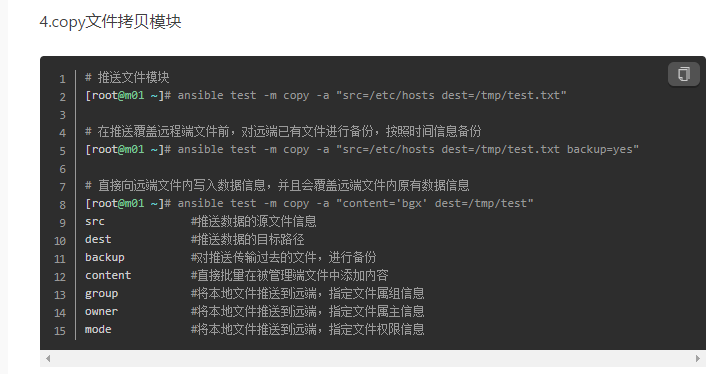 4.copy文件拷贝模块
1 # 推送文件模块
2 [root@m01 ~]# ansible test -m copy -a "src=/etc/hosts dest=/tmp/test.txt"
3
4 # 在推送覆盖远程端文件前，对远端已有文件进行备份，按照时间信息备份
5 [root@m01 ~]# ansible test -m copy -a "src=/etc/hosts dest=/tmp/test.txt backup=yes"
6
7 # 直接向远端文件内写入数据信息，并且会覆盖远端文件内原有数据信息
8 [root@m01 ~]# ansible test -m copy -a "content='bgx' dest=/tmp/test"
9 src #推送数据的源文件信息
10 dest #推送数据的目标路径
11 backup #对推送传输过去的文件，进行备份
12 content #直接批量在被管理端文件中添加内容
13 group #将本地文件推送到远端，指定文件属组信息
14 owner #将本地文件推送到远端，指定文件属主信息
15 mode #将本地文件推送到远端，指定文件权限信息